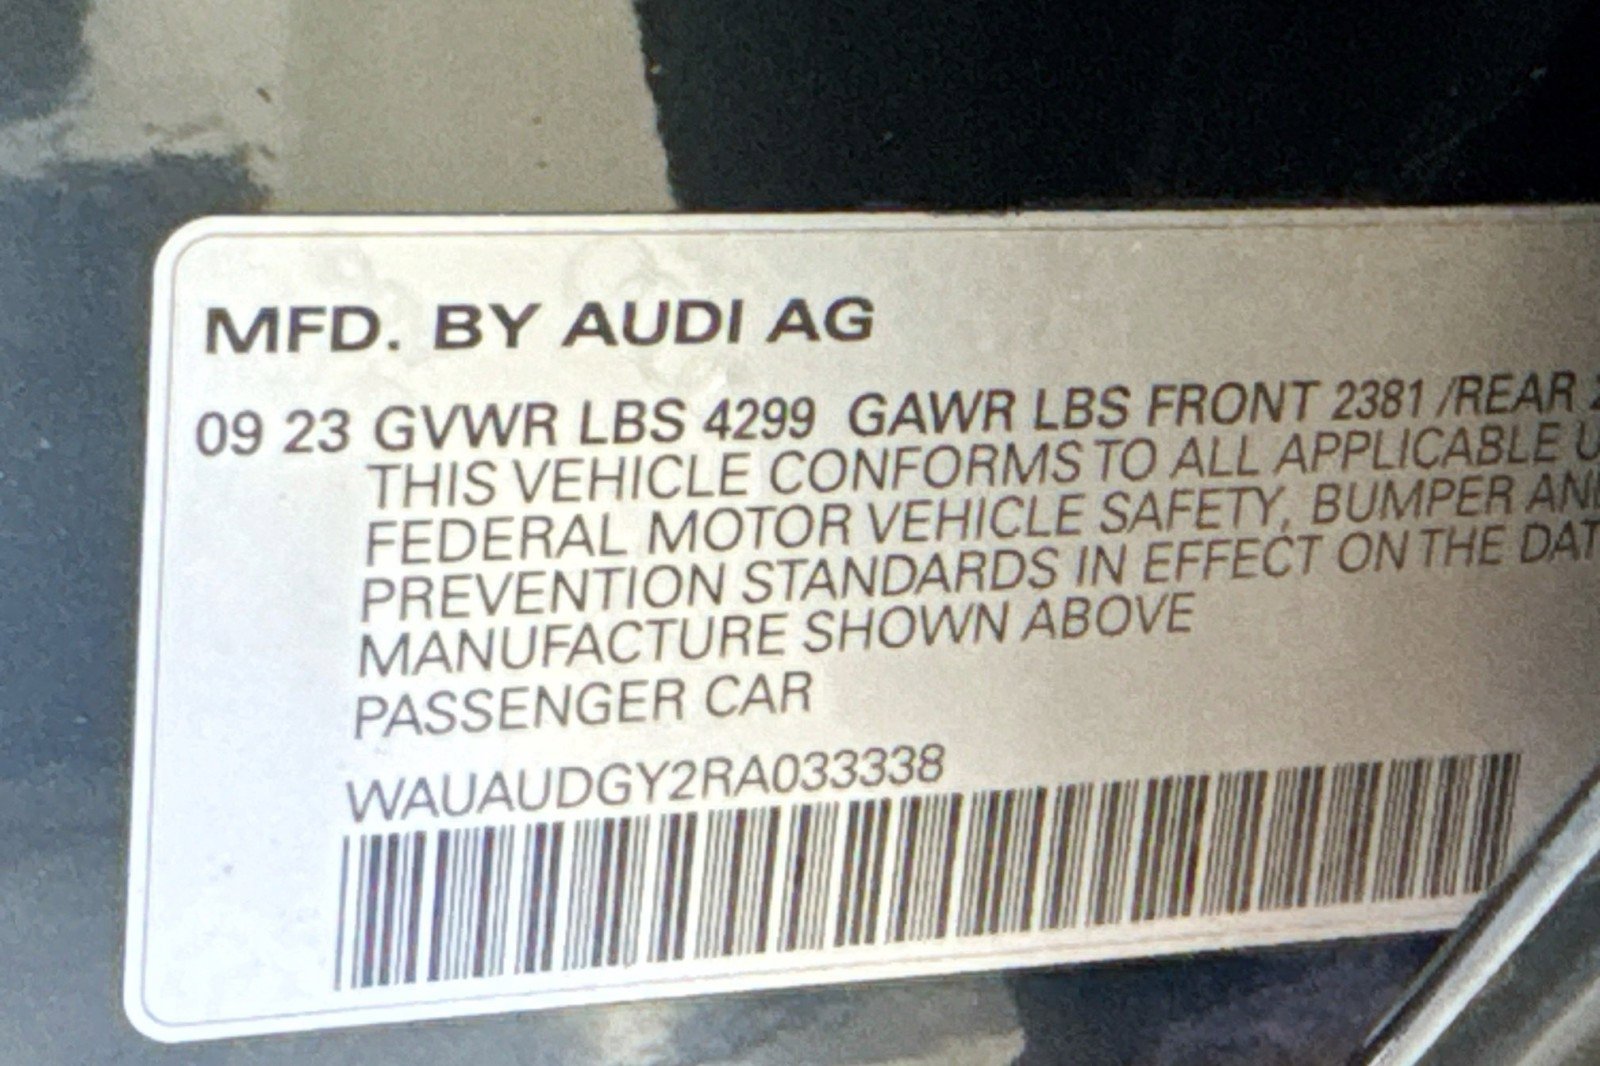 MFD. BY AUDI AG
09 23 GVWR LBS 4299 GAWR LBS FRONT 2381 /REAR
THIS VEHICLE CONFORMS TO ALL APPLICABLE
FEDERAL MOTOR VEHICLE SAFETY, BUMPER AND
PREVENTION STANDARDS IN EFFECT ON THE
MANUFACTURE SHOWN ABOVE
PASSENGER CAR
WAUAUDGY2RA033338